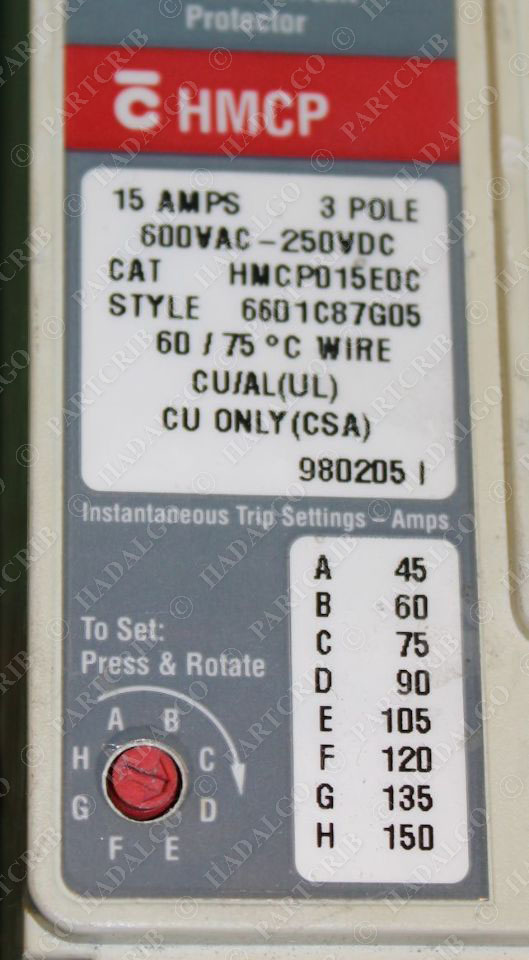 Protector
C HMCP
15 AMPS 3 POLE
600VAC-250VDC
CAT HMCP015E0C
STYLE 6601C87G05
60 / 75 °C WIRE
CU/AL(UL)
CU ONLY(CSA)
980205 I
Instantaneous Trip Settings - Amps
A 45
B 60
C 75
D 90
E 105
F 120
G 135
H 150
To Set:
Press & Rotate
A B
H C
G D
F E
© HADALGO PARTCRIB